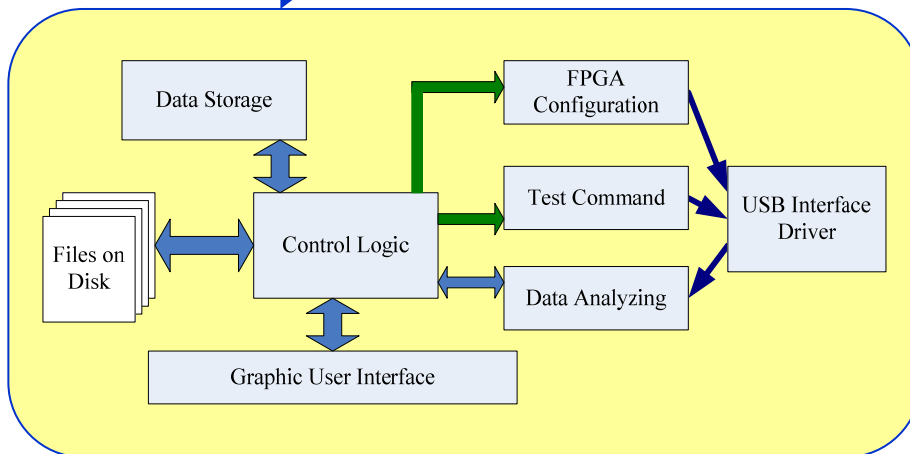 Data Storage
FPGA
Configuration
Test Command
USB Interface
Driver
Control Logic
Files on
Disk
Data Analyzing
Graphic User Interface